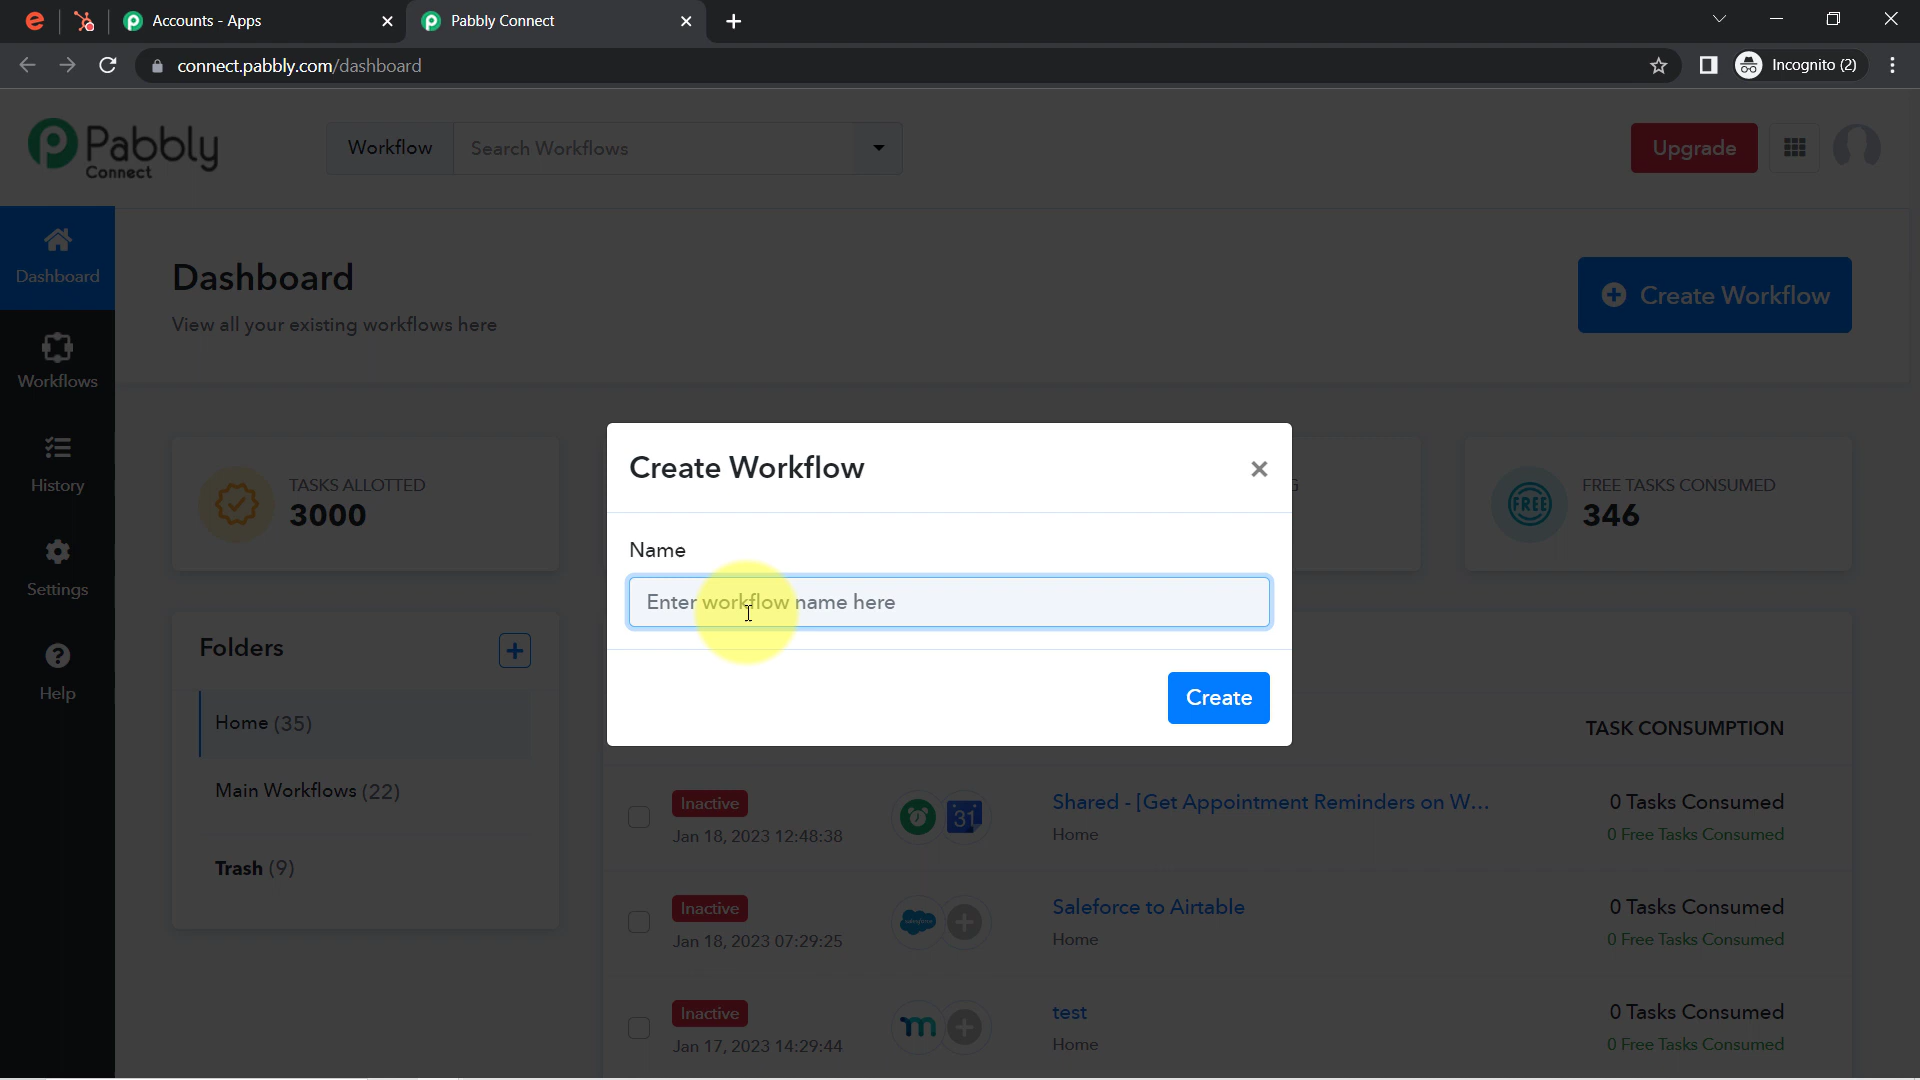 Accounts - Apps
Pabbly Connect
connect.pabbly.com/dashboard
Incognito (2)
Pabbly
Connect
Workflow
Search Workflows
Upgrade
Dashboard
Workflows
History
Settings
Help
Dashboard
View all your existing workflows here
Create Workflow
TASKS ALLOTTED
3000
G
FREE
FREE TASKS CONSUMED
346
Create Workflow
Name
Enter workflow name here
Create
Folders
Home (35)
Main Workflows (22)
Trash (9)
TASK CONSUMPTION
Inactive
Jan 18, 2023 12:48:38
31
Shared - [Get Appointment Reminders on W...
Home
0 Tasks Consumed
0 Free Tasks Consumed
Inactive
Jan 18, 2023 07:29:25
Saleforce to Airtable
Home
0 Tasks Consumed
0 Free Tasks Consumed
Inactive
Jan 17, 2023 14:29:44
test
Home
0 Tasks Consumed
0 Free Tasks Consumed